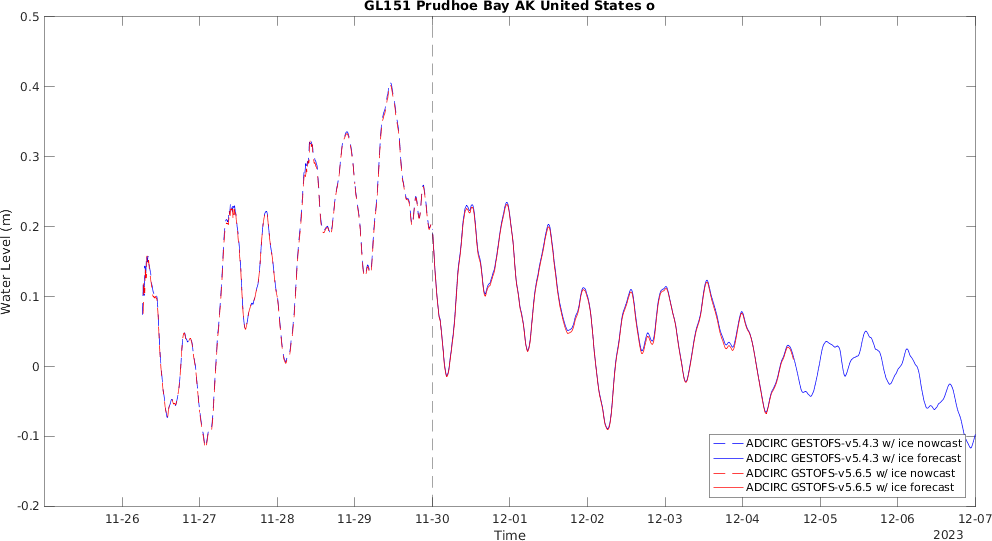 GL151 Prudhoe Bay AK United States o
0.5
0.4
0.3
0.2
0.1
0
-0.1
-0.2
Water Level (m)
ADCIRC GESTOFS-v5.4.3 w/ ice nowcast
ADCIRC GESTOFS-v5.4.3 w/ ice forecast
ADCIRC GSTOFS-v5.6.5 w/ ice nowcast
ADCIRC GSTOFS-v5.6.5 w/ ice forecast
11-26 11-27 11-28 11-29 11-30 12-01 12-02 12-03 12-04 12-05 12-06 12-07
Time
2023